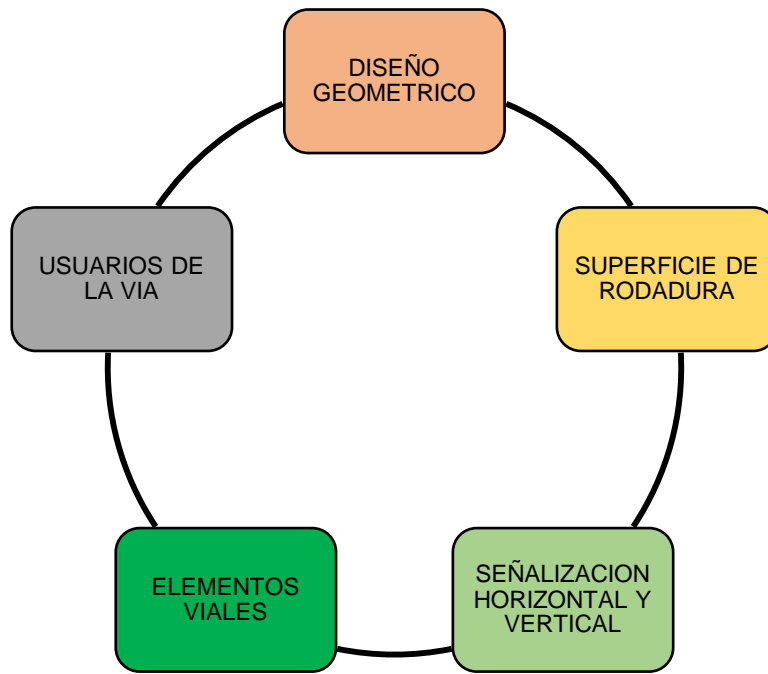 DISEÑO
GEOMETRICO
SUPERFICIE DE
RODADURA
SEÑALIZACION
HORIZONTAL Y
VERTICAL
ELEMENTOS
VIALES
USUARIOS DE
LA VIA